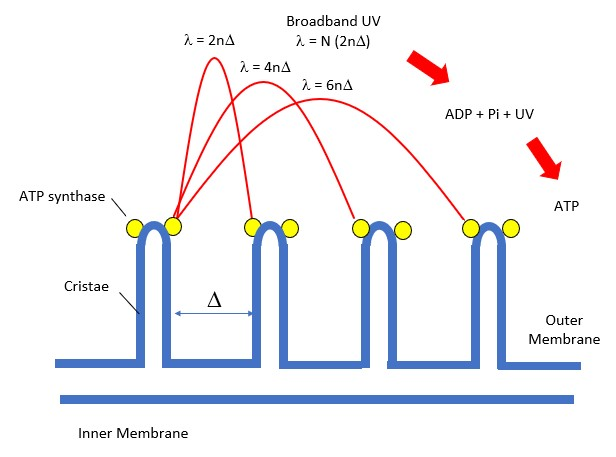 Broadband UV
λ = N (2nΔ)
λ = 2nΔ
λ = 4nΔ
λ = 6nΔ
ADP + Pi + UV
ATP
ATP synthase
Cristae
Δ
Outer
Membrane
Inner Membrane